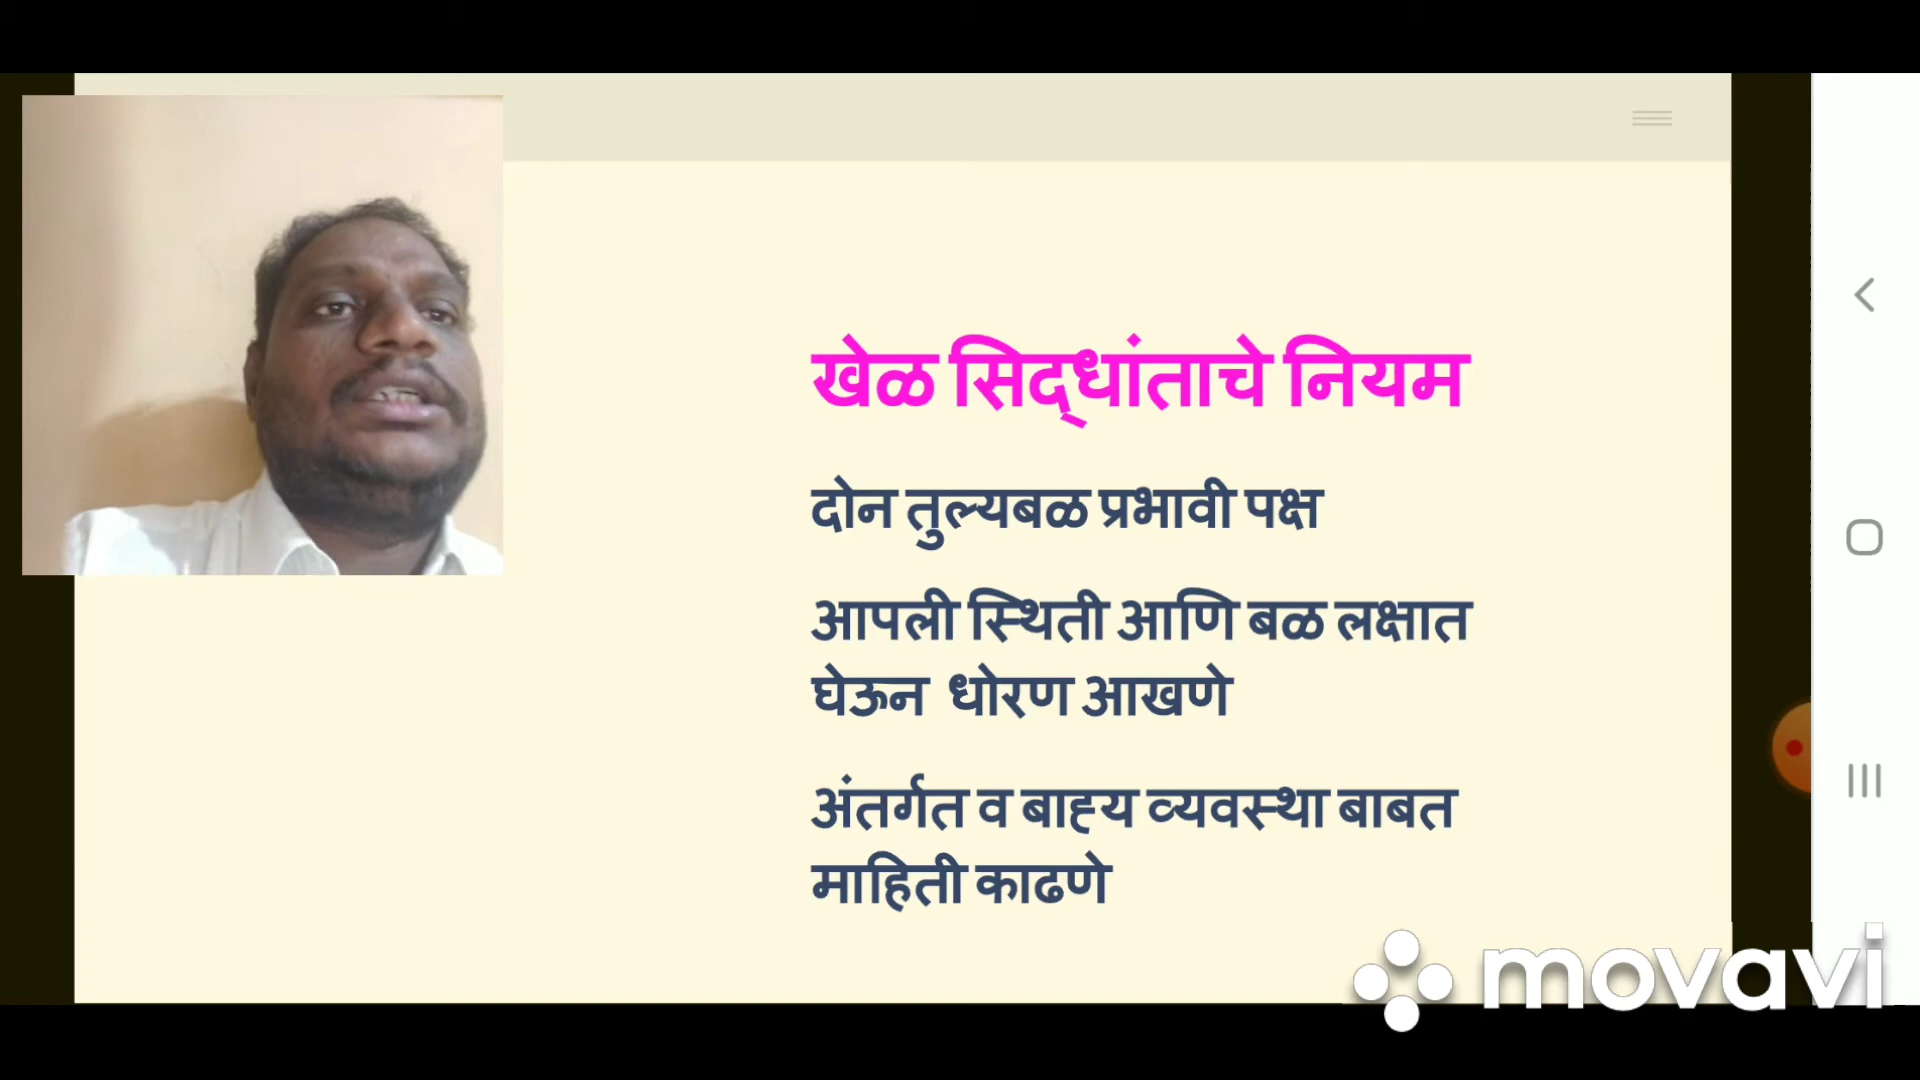 खेळ सिद्धांताचे नियम
दोन तुल्यबळ प्रभावी पक्ष
आपली स्थिती आणि बळ लक्षात
घेऊन धोरण आखणे
अंतर्गत व बाह्य व्यवस्था बाबत
माहिती काढणे
movavi